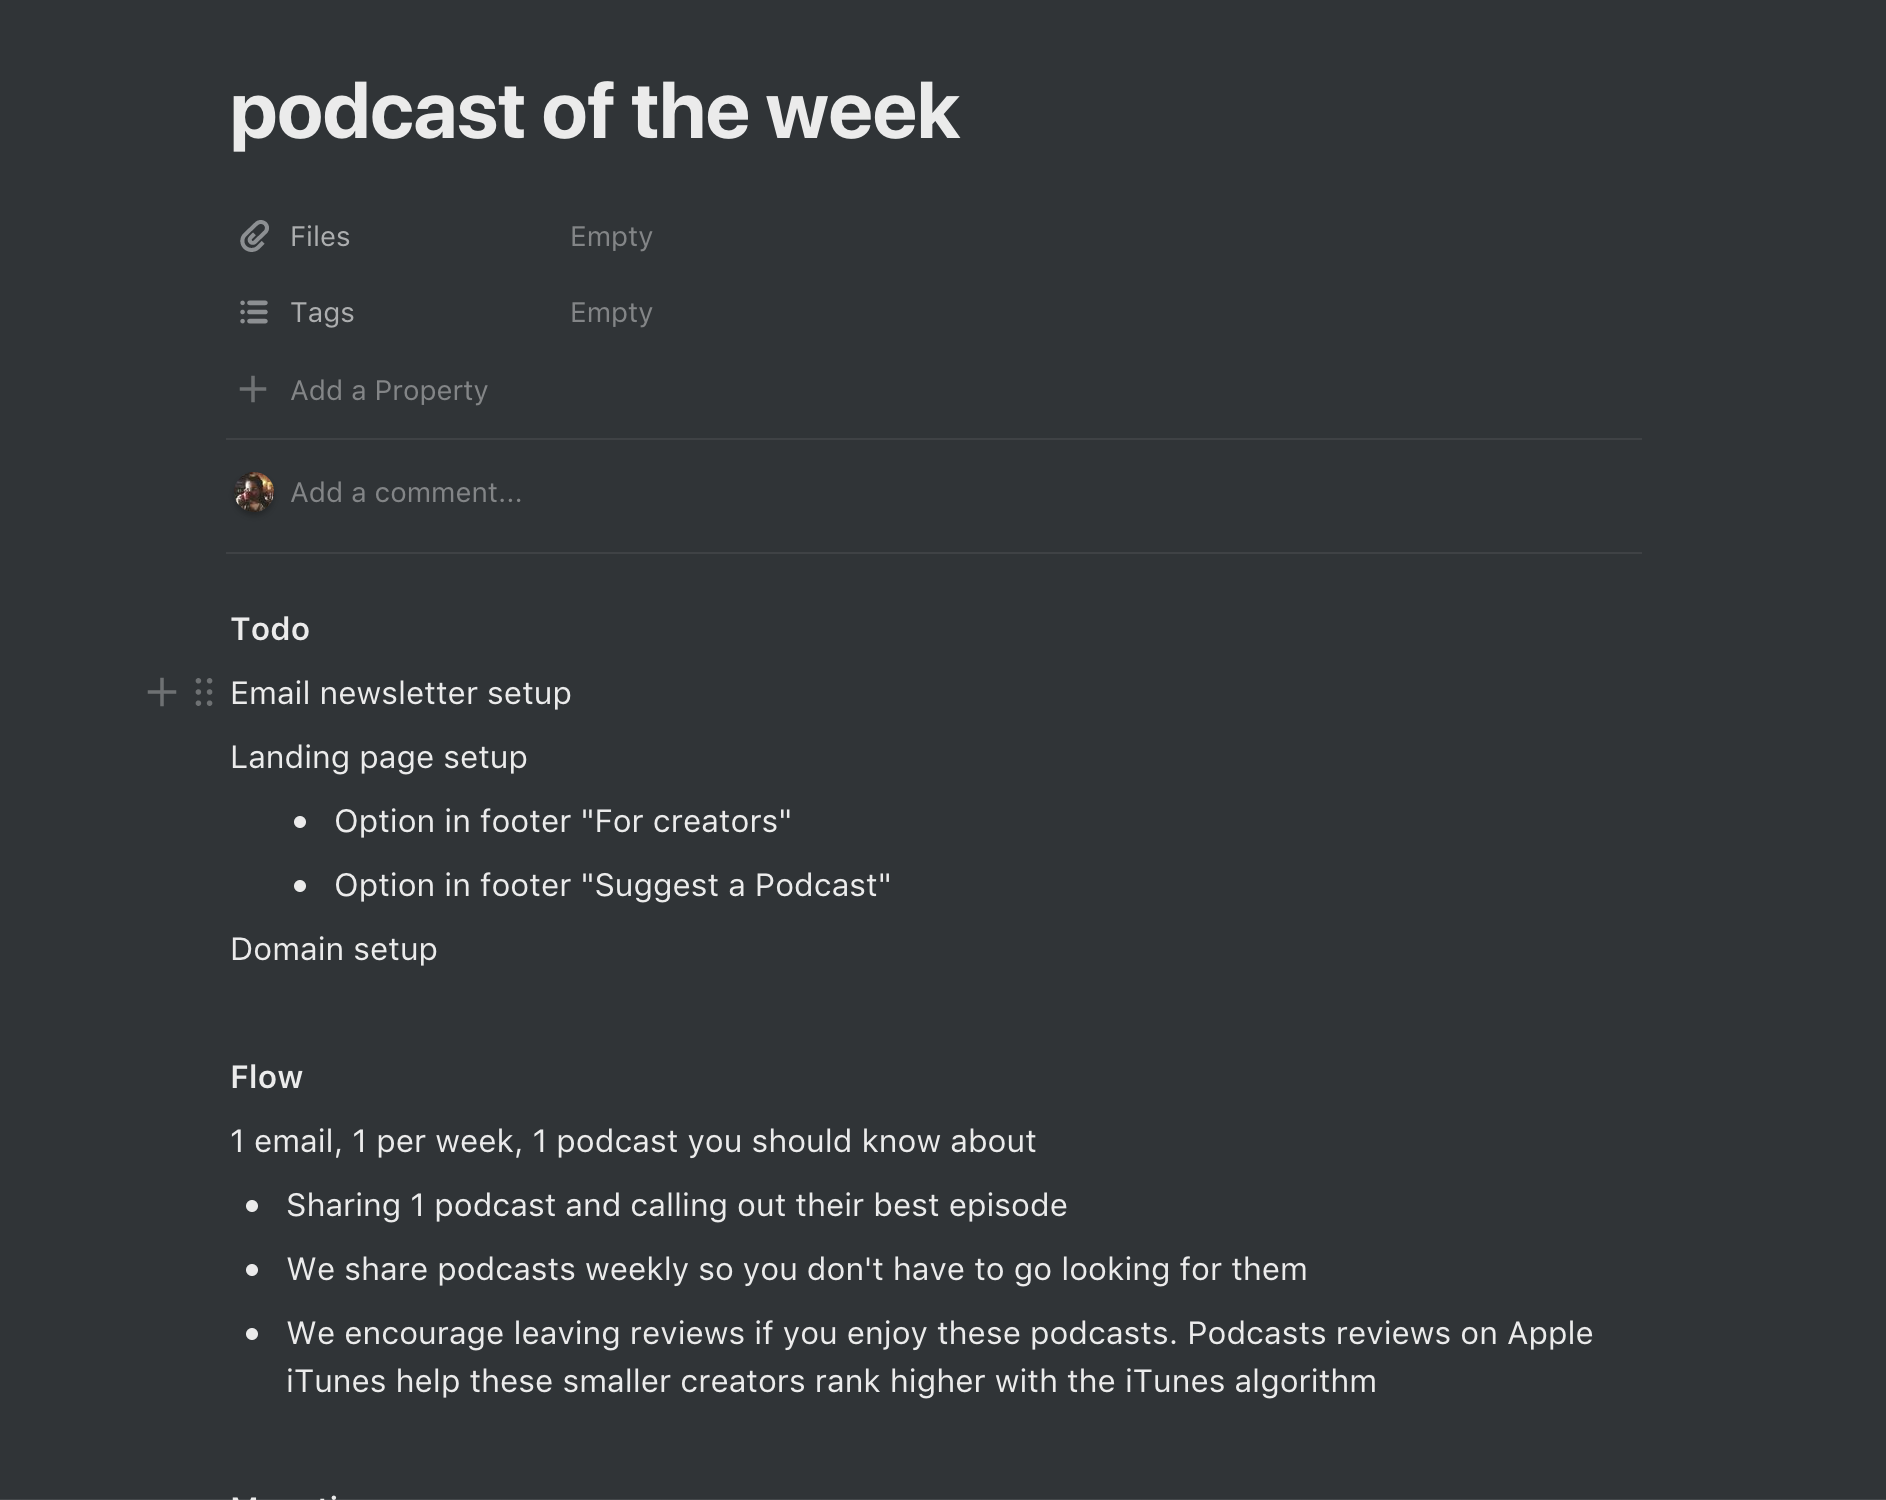 podcast of the week
Files Empty
Tags Empty
Add a Property
Add a comment...
Todo
Email newsletter setup
Landing page setup
Option in footer "For creators"
Option in footer "Suggest a Podcast"
Domain setup
Flow
1 email, 1 per week, 1 podcast you should know about
Sharing 1 podcast and calling out their best episode
We share podcasts weekly so you don't have to go looking for them
We encourage leaving reviews if you enjoy these podcasts. Podcasts reviews on Apple
iTunes help these smaller creators rank higher with the iTunes algorithm